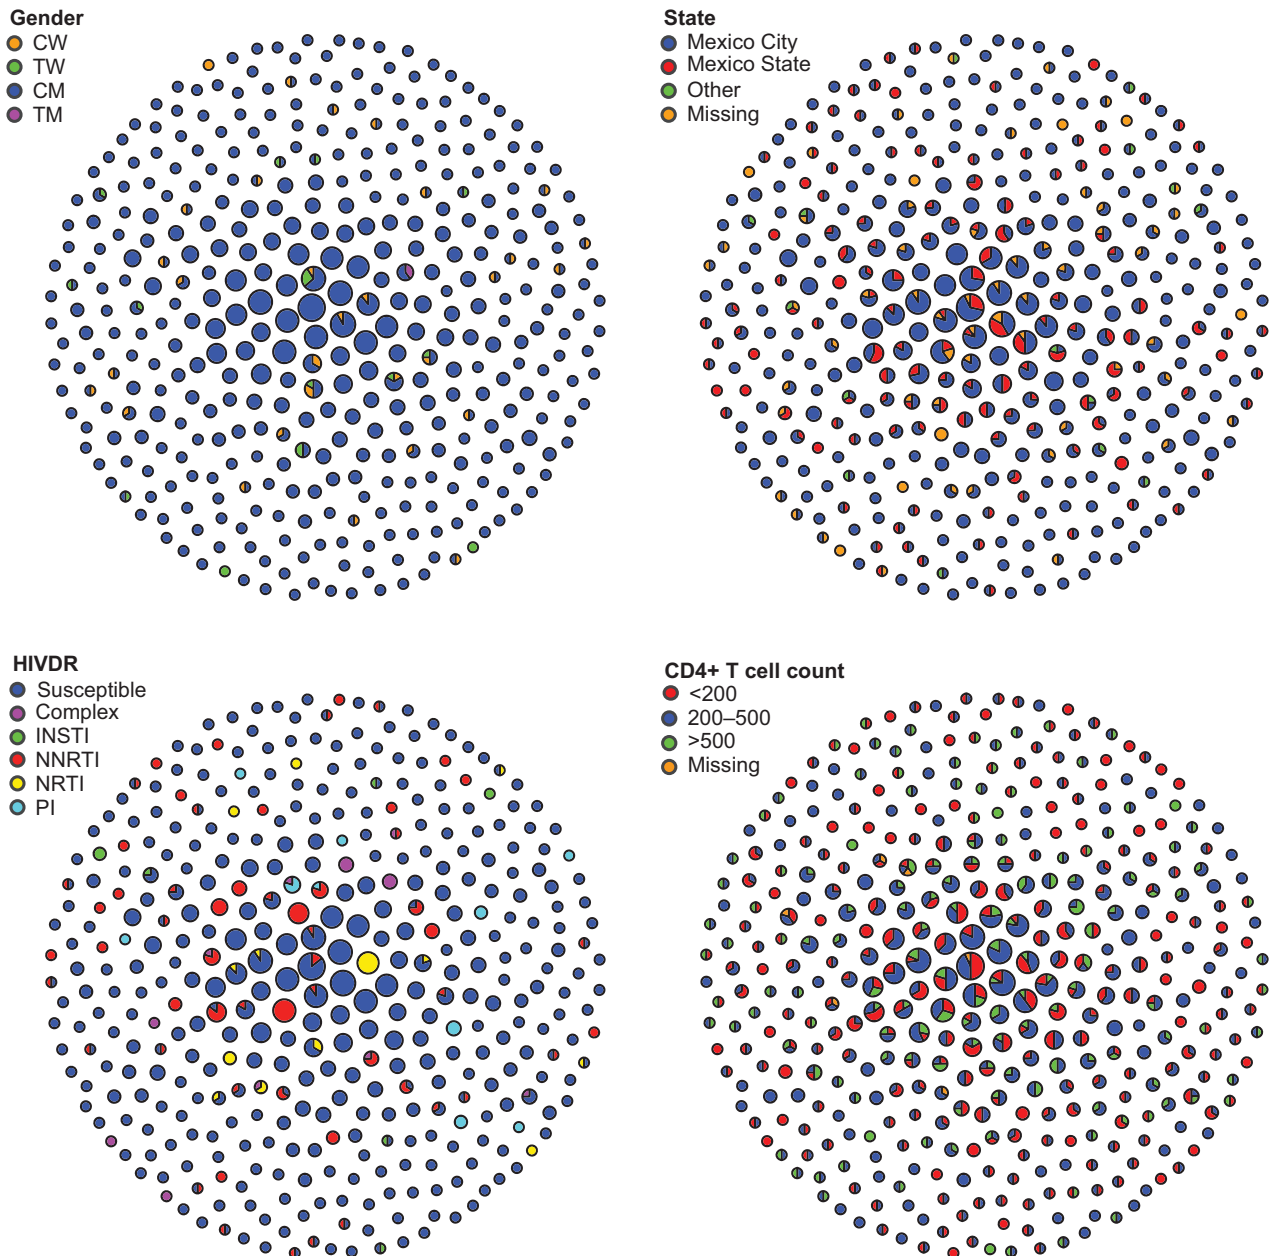 Gender
CW
TW
CM
TM
State
Mexico City
Mexico State
Other
Missing
HIVDR
Susceptible
Complex
INSTI
NNRTI
NRTI
PI
CD4+ T cell count
<200
200–500
>500
Missing